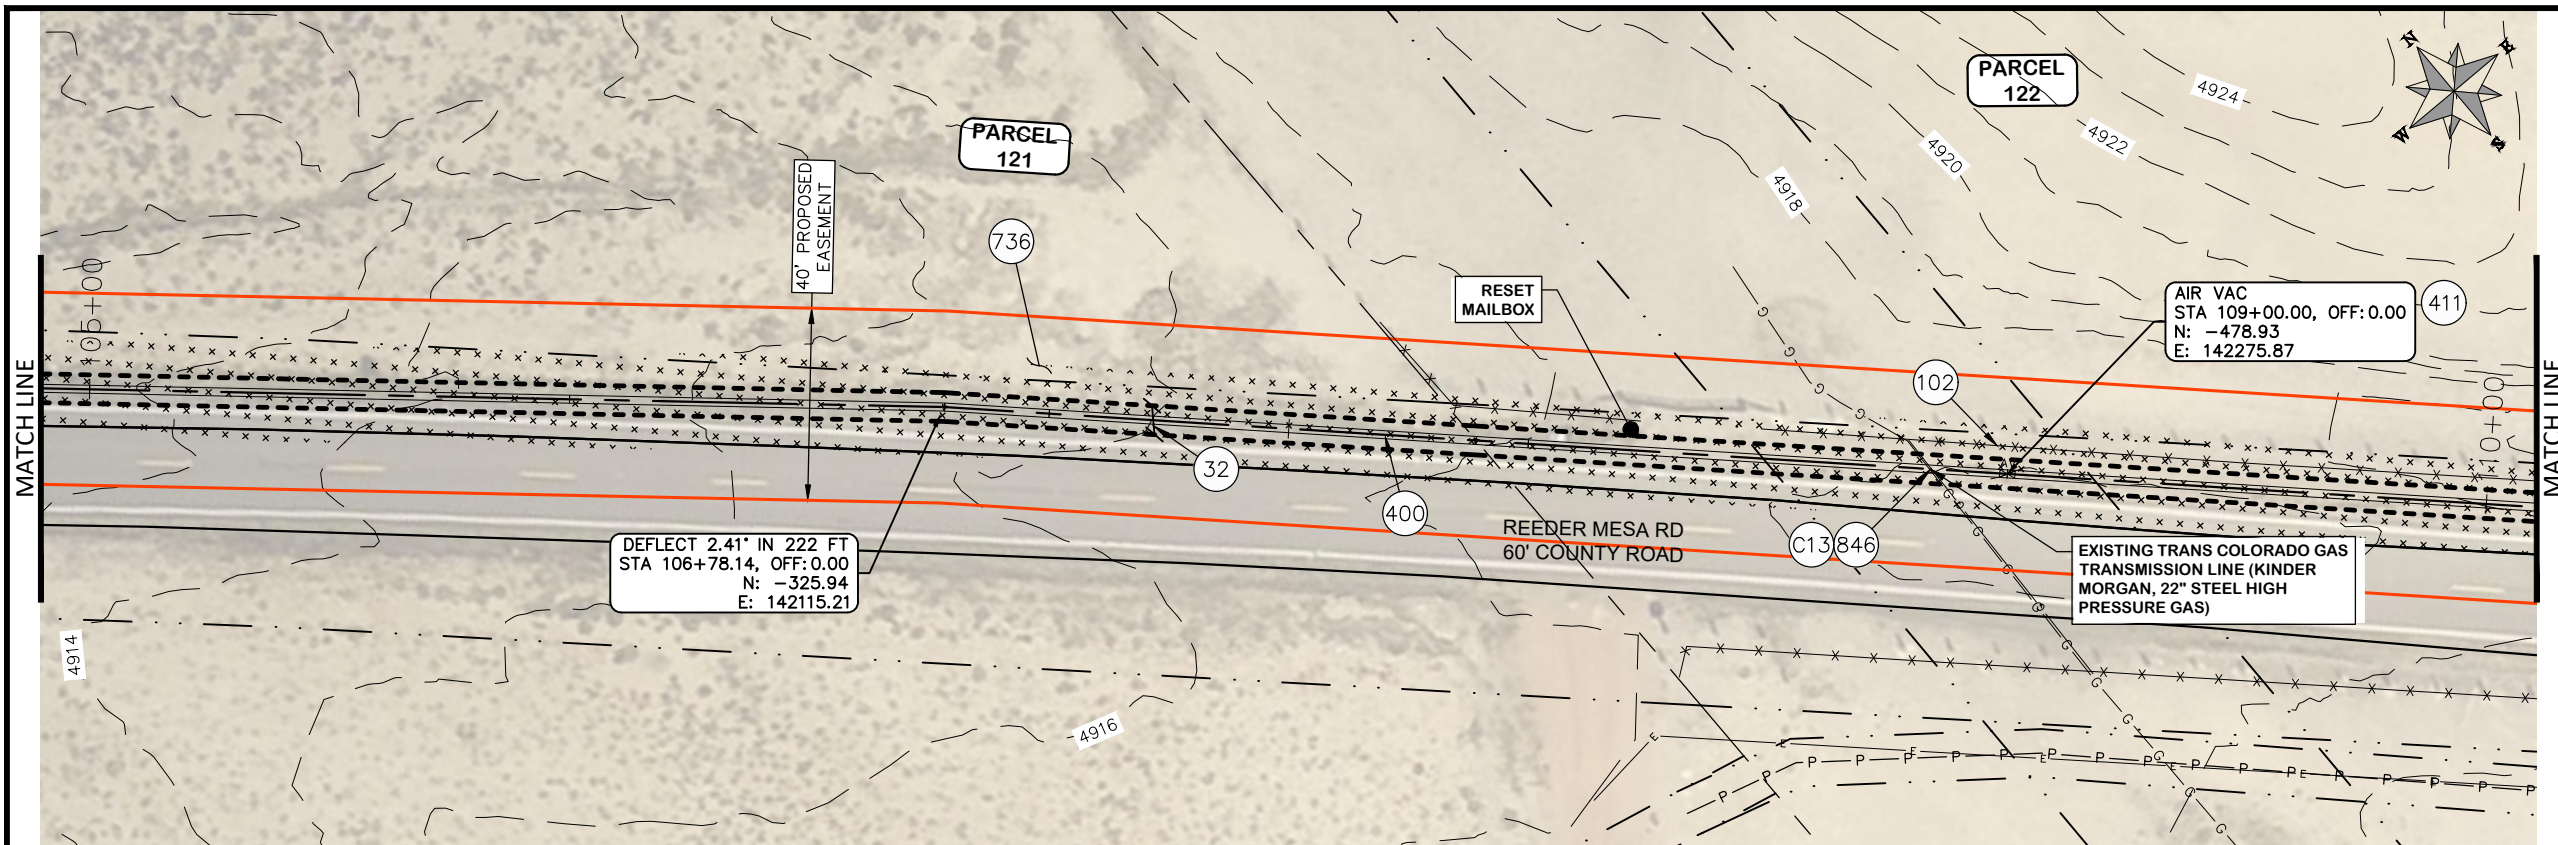 MATCH LINE
105+00
4914
40' PROPOSED
EASEMENT
PARCEL
121
736
DEFLECT 2.41° IN 222 FT
STA 106+78.14, OFF:0.00
N: -325.94
E: 142115.21
4916
32
400
RESET
MAILBOX
REEDER MESA RD
60' COUNTY ROAD
C13
846
102
4918
4920
4922
4924
PARCEL
122
N
E
W
S
AIR VAC
STA 109+00.00, OFF:0.00
N: -478.93
E: 142275.87
411
EXISTING TRANS COLORADO GAS
TRANSMISSION LINE (KINDER
MORGAN, 22" STEEL HIGH
PRESSURE GAS)
MATCH LINE